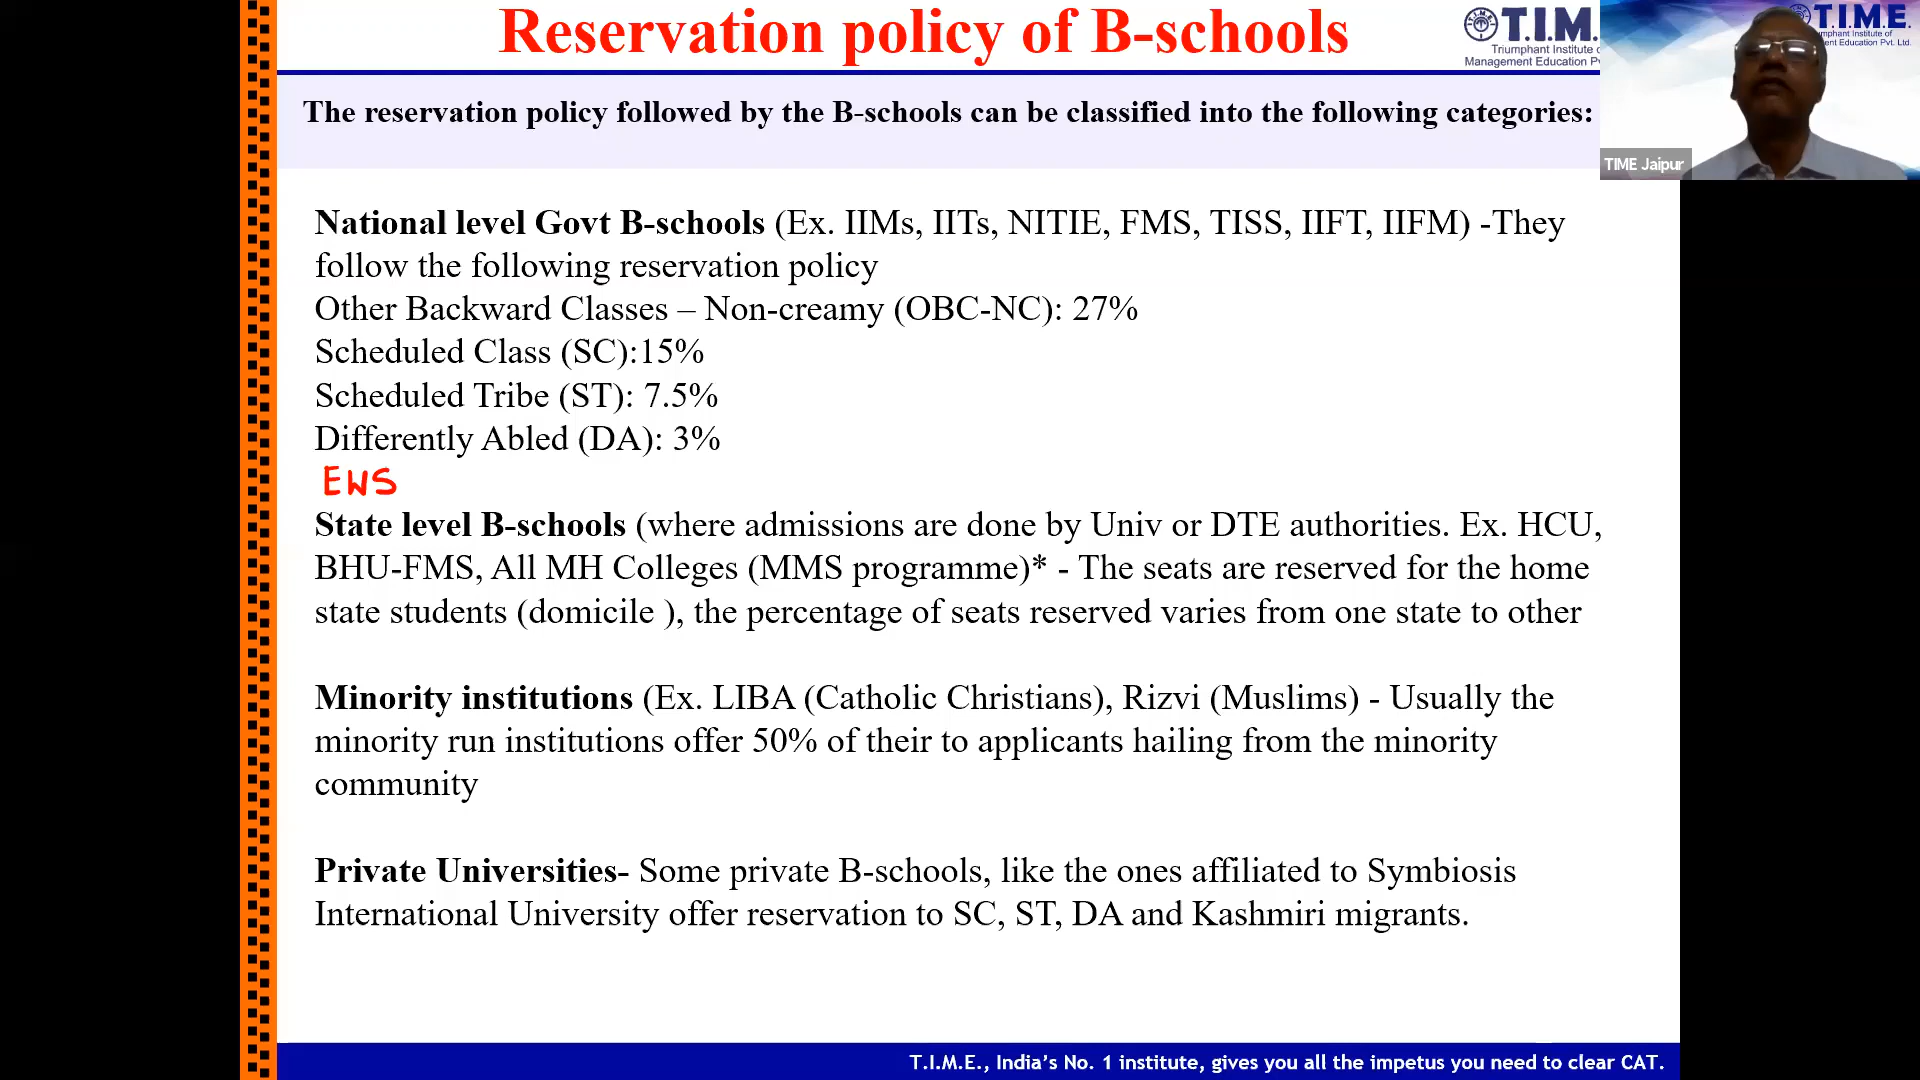 Reservation policy of B-schools
T.I.M.
Triumphant Institute
Management Education
T.I.M.E.
Institute of
Education Pvt. Ltd.
TIME Jaipur
The reservation policy followed by the B-schools can be classified into the following categories:
National level Govt B-schools (Ex. IIMs, IITs, NITIE, FMS, TISS, IIFT, IIFM) -They
follow the following reservation policy
Other Backward Classes – Non-creamy (OBC-NC): 27%
Scheduled Class (SC):15%
Scheduled Tribe (ST): 7.5%
Differently Abled (DA): 3%
EWS
State level B-schools (where admissions are done by Univ or DTE authorities. Ex. HCU,
BHU-FMS, All MH Colleges (MMS programme)* - The seats are reserved for the home
state students (domicile ), the percentage of seats reserved varies from one state to other
Minority institutions (Ex. LIBA (Catholic Christians), Rizvi (Muslims) - Usually the
minority run institutions offer 50% of their to applicants hailing from the minority
community
Private Universities- Some private B-schools, like the ones affiliated to Symbiosis
International University offer reservation to SC, ST, DA and Kashmiri migrants.
T.I.M.E., India's No. 1 institute, gives you all the impetus you need to clear CAT.